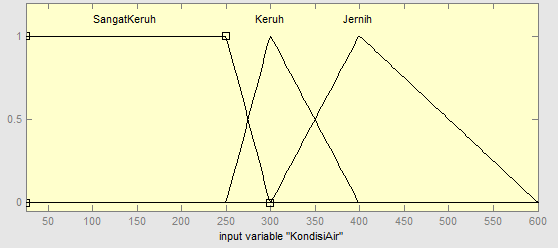 SangatKeruh Keruh Jernih
1
0.5
0
50 100 150 200 250 300 350 400 450 500 550 600
input variable "KondisiAir"